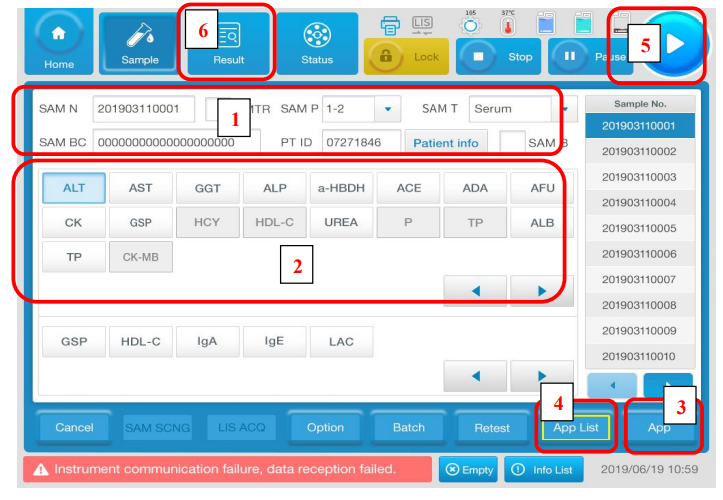 6
195
37℃
LIS
5
Home
Sample
Result
Status
Lock
Stop
Pause
SAM N
201903110001
MTR
SAM P
1-2
SAM T
Serum
1
SAM BC
00000000000000000000
PT ID
07271846
Patient info
ALT
AST
GGT
ALP
a-HBDH
ACE
ADA
AFU
CK
GSP
HCY
HDL-C
UREA
P
TP
ALB
TP
CK-MB
2
GSP
HDL-C
IgA
IgE
LAC
Sample No.
201903110001
201903110002
201903110003
201903110004
201903110005
201903110006
201903110007
201903110008
201903110009
201903110010
4
3
Cancel
SAM SCNG
LIS ACQ
Option
Batch
Retest
App List
App
Instrument communication failure, data reception failed.
Empty
Info List
2019/06/19 10:59